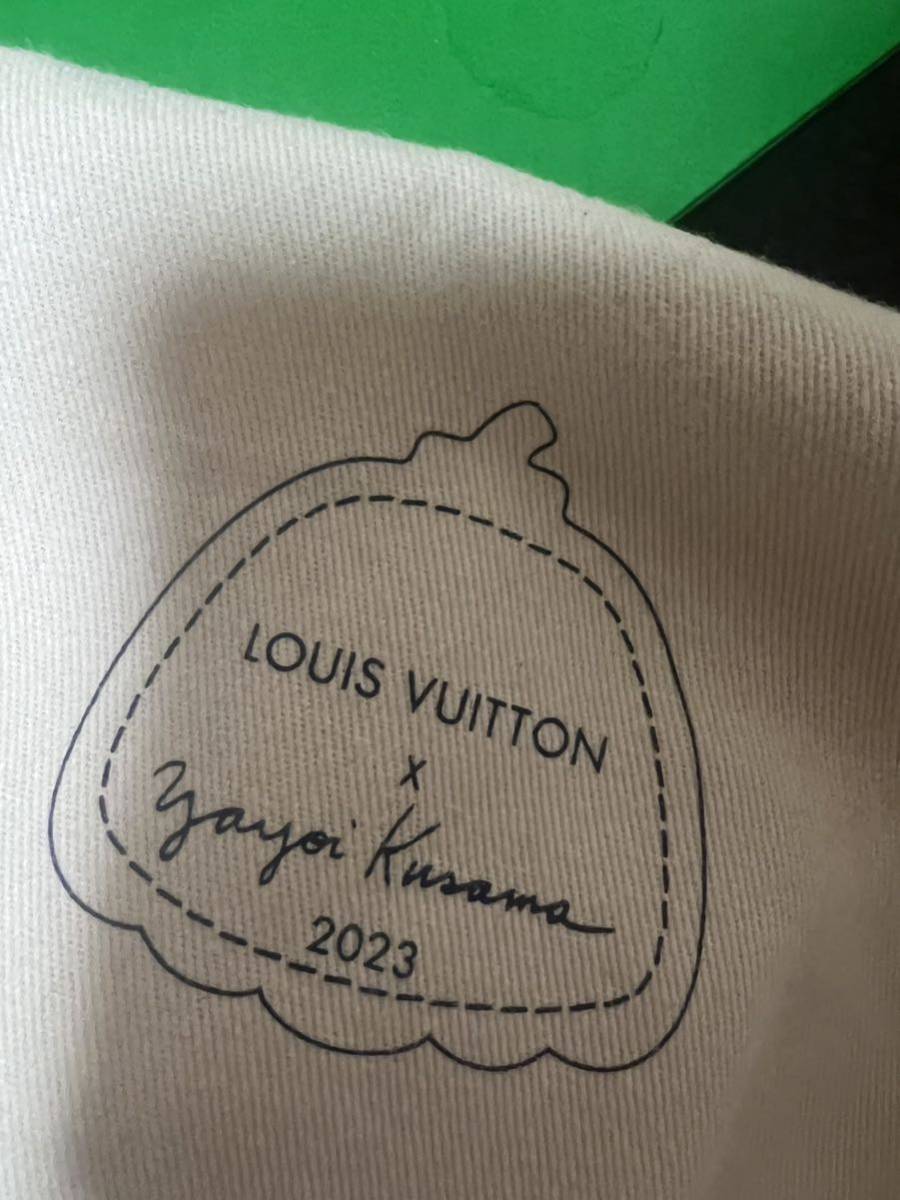 LOUIS VUITTON
x
Yayoi Kusama
2023